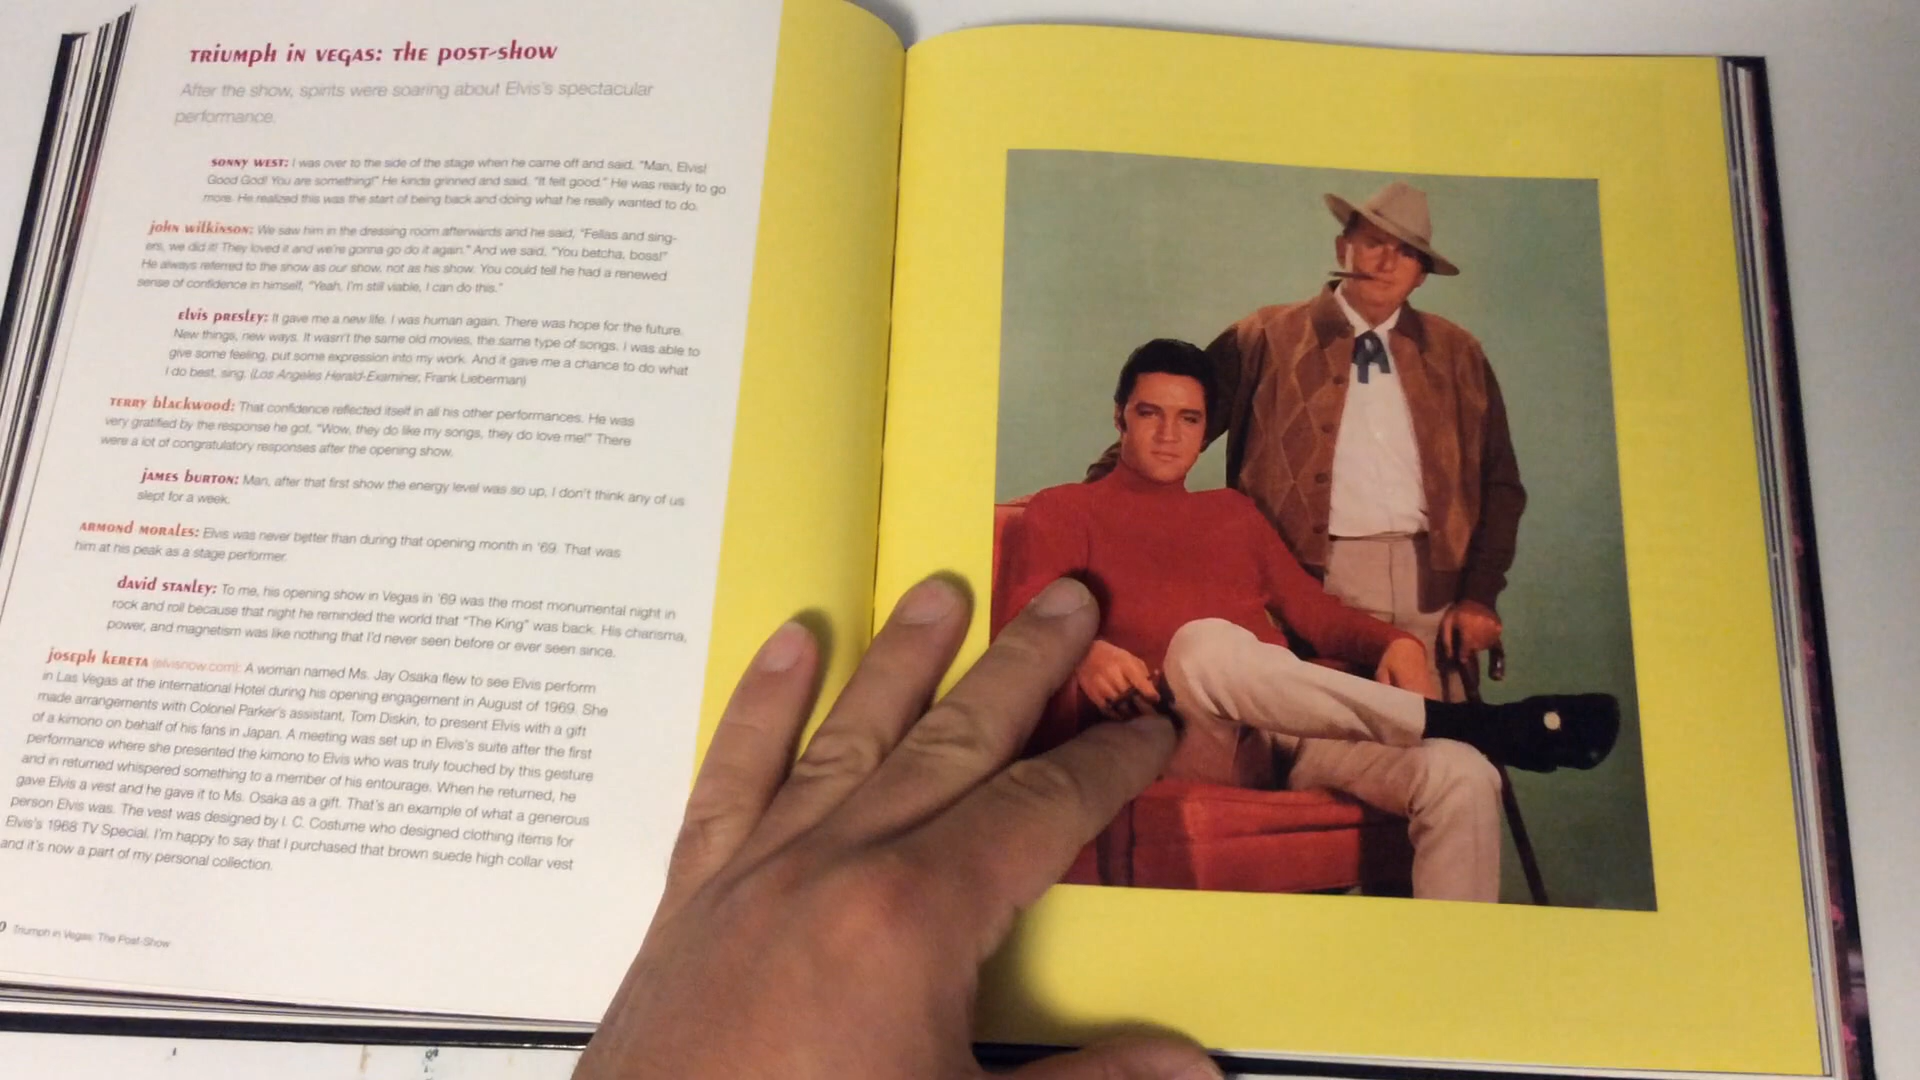 TRIUMPH IN VEGAS: THE POST-SHOW
After the show, spirits were soaring about Elvis's spectacular
performance.
SONNY WEST: I was over to the side of the stage when he came off and said, "Man, Elvis!
Good God! You are something!" He kinda grinned and said, "It felt good." He was ready to go
more. He realized this was the start of being back and doing what he really wanted to do.
JOHN WILKINSON: We saw him in the dressing room afterwards and he said, "Fellas and sing-
ers, we did it! They loved it and we're gonna go do it again." And we said, "You betcha, boss!"
He always referred to the show as our show, not as his show. You could tell he had a renewed
sense of confidence in himself, "Yeah, I'm still viable, I can do this."
ELVIS PRESLEY: It gave me a new life. I was human again. There was hope for the future.
New things, new ways. It wasn't the same old movies, the same type of songs. I was able to
give some feeling, put some expression into my work. And it gave me a chance to do what
I do best, sing. (Los Angeles Herald-Examiner, Frank Lieberman)
TERRY BLACKWOOD: That confidence reflected itself in all his other performances. He was
very gratified by the response he got, "Wow, they do like my songs, they do love me!" There
were a lot of congratulatory responses after the opening show.
JAMES BURTON: Man, after that first show the energy level was so up, I don't think any of us
slept for a week.
ARMOND MORALES: Elvis was never better than during that opening month in '69. That was
him at his peak as a stage performer.
DAVID STANLEY: To me, his opening show in Vegas in '69 was the most monumental night in
rock and roll because that night he reminded the world that "The King" was back. His charisma,
power, and magnetism was like nothing that I'd never seen before or ever seen since.
JOSEPH KERETA (elvisnow.com): A woman named Ms. Jay Osaka flew to see Elvis perform
in Las Vegas at the International Hotel during his opening engagement in August of 1969. She
made arrangements with Colonel Parker's assistant, Tom Diskin, to present Elvis with a gift
of a kimono on behalf of his fans in Japan. A meeting was set up in Elvis's suite after the first
performance where she presented the kimono to Elvis who was truly touched by this gesture
and in returned whispered something to a member of his entourage. When he returned, he
gave Elvis a vest and he gave it to Ms. Osaka as a gift. That's an example of what a generous
person Elvis was. The vest was designed by I. C. Costume who designed clothing items for
Elvis's 1968 TV Special. I'm happy to say that I purchased that brown suede high collar vest
and it's now a part of my personal collection.
0 Triumph in Vegas: The Post-Show